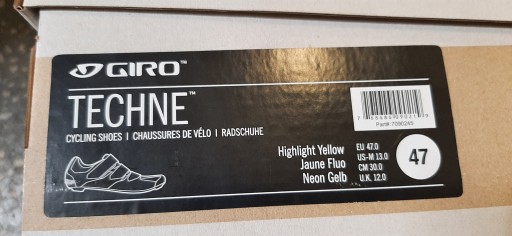 GIRO™
TECHNE™
CYCLING SHOES | CHAUSSURES DE VÉLO | RADSCHUHE
Highlight Yellow
Jaune Fluo
Neon Gelb
EU 47.0
US-M 13.0
CM 30.0
U.K. 12.0
47